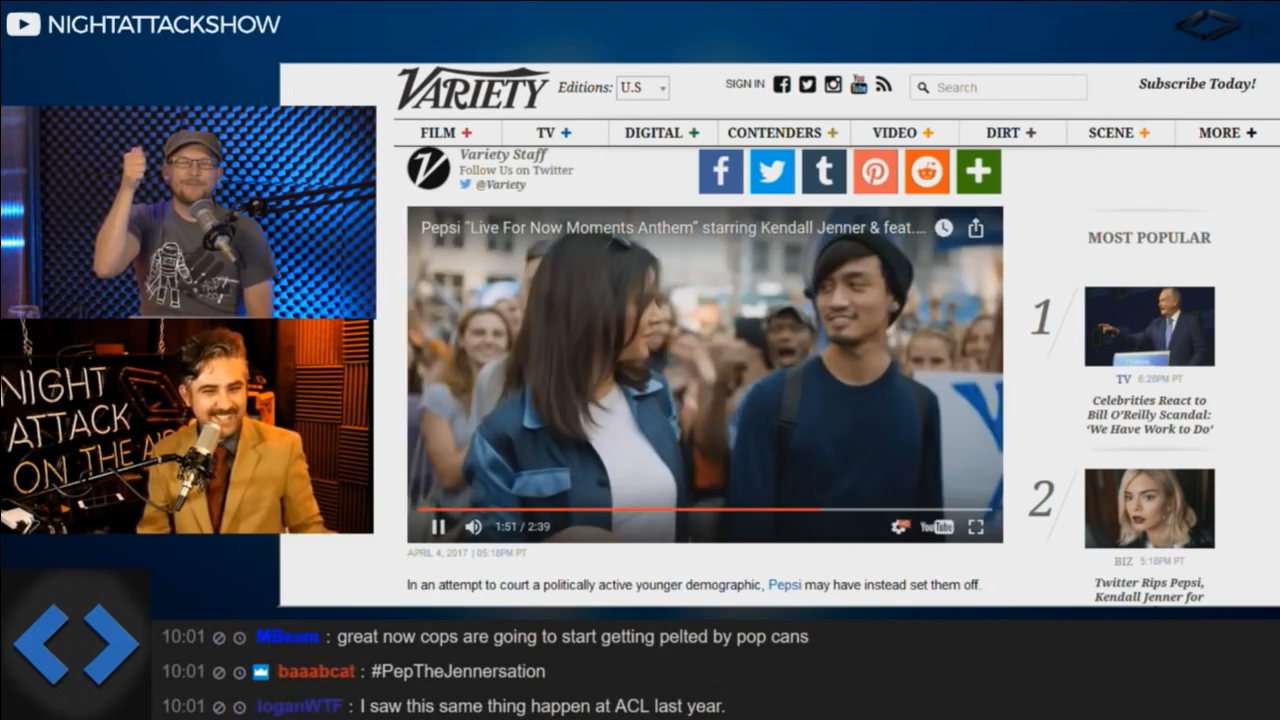 NIGHTATTACKSHOW
VARIETY
Editions: U.S
SIGN IN
Search
Subscribe Today!
FILM + TV + DIGITAL + CONTENDERS + VIDEO + DIRT + SCENE + MORE +
Variety Staff
Follow Us on Twitter
@Variety
Pepsi “Live For Now Moments Anthem” starring Kendall Jenner & feat....
1:51 / 2:39
YouTube
APRIL 4, 2017 | 05:18PM PT
In an attempt to court a politically active younger demographic, Pepsi may have instead set them off.
MOST POPULAR
1
TV 6:28PM PT
Celebrities React to
Bill O'Reilly Scandal:
‘We Have Work to Do’
2
BIZ 5:18PM PT
Twitter Rips Pepsi,
Kendall Jenner for
NIGHT
ATTACK
ON THE
10:01 MSeam : great now cops are going to start getting pelted by pop cans
10:01 baaabcat : #PepTheJennersation
10:01 loganWTF : I saw this same thing happen at ACL last year.